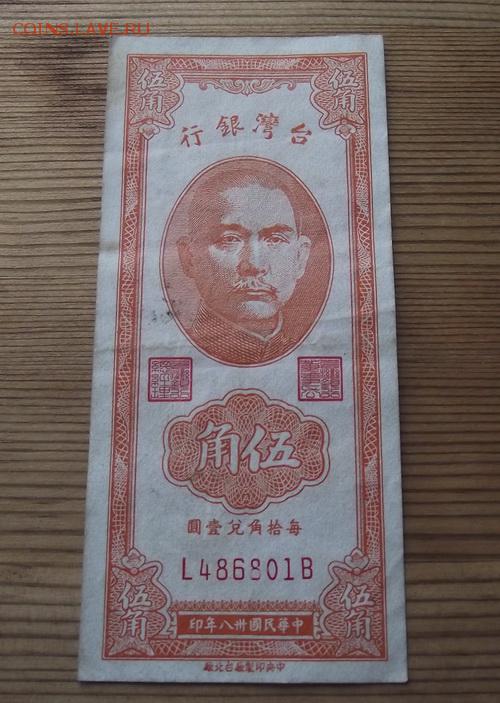 COINS.LAVE.RU
伍角
伍角
台灣銀行
伍角
每拾角兌壹圓
L486801B
伍角
伍角
中華民國卅八年印
中央印製廠台北廠